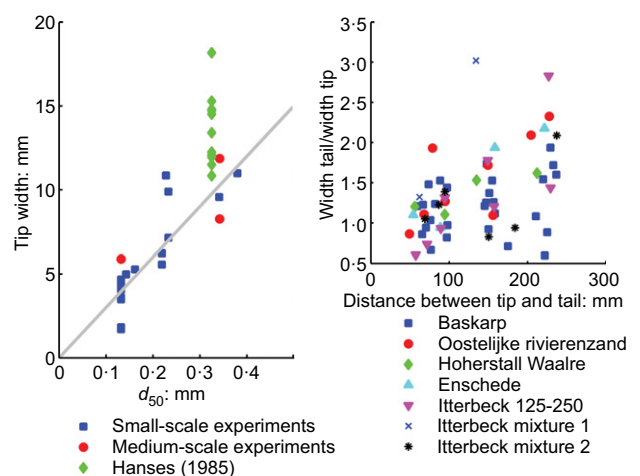 20
15
10
5
0
0
0·1
0·2
0·3
0·4
Tip width: mm
d50: mm
Small-scale experiments
Medium-scale experiments
Hanses (1985)
3·5
3·0
2·5
2·0
1·5
1·0
0·5
0
100
200
300
Width tail/width tip
Distance between tip and tail: mm
Baskarp
Oostelijke rivierenzand
Hoherstall Waalre
Enschede
Itterbeck 125-250
Itterbeck mixture 1
Itterbeck mixture 2